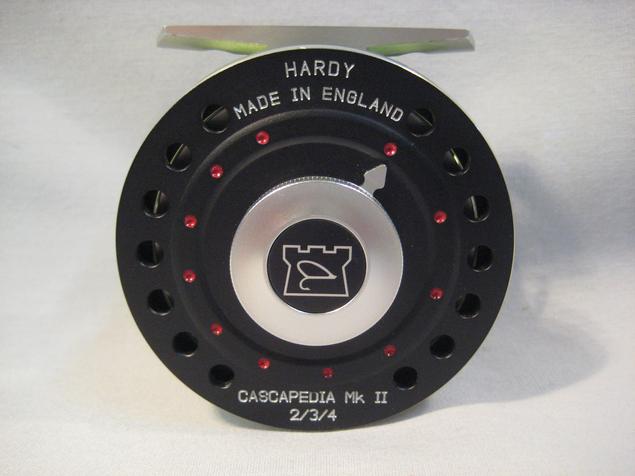 HARDY
MADE IN ENGLAND
CASCAPEDIA Mk II
2/3/4